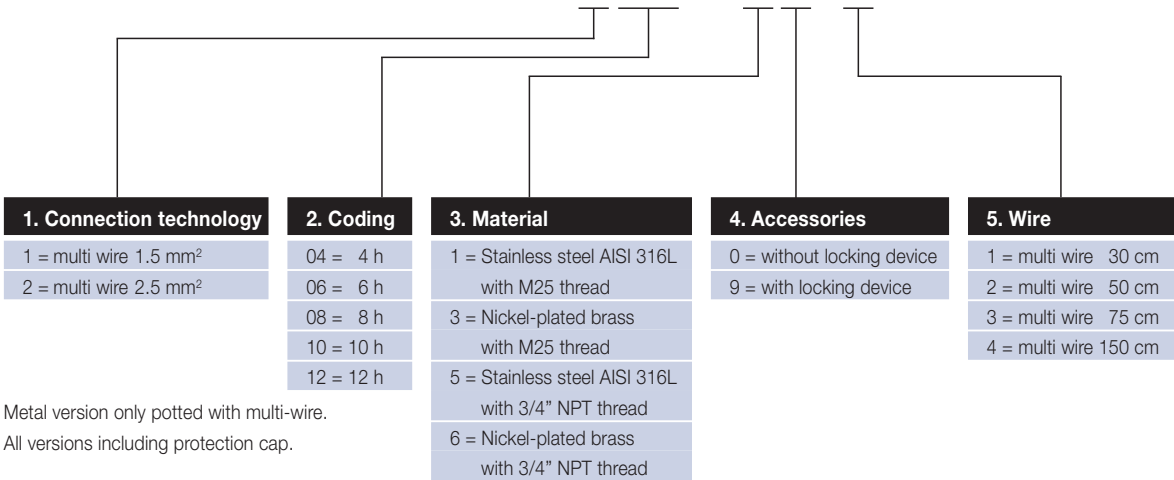 1. Connection technology
1 = multi wire 1.5 mm²
2 = multi wire 2.5 mm²
2. Coding
04 = 4 h
06 = 6 h
08 = 8 h
10 = 10 h
12 = 12 h
3. Material
1 = Stainless steel AISI 316L
with M25 thread
3 = Nickel-plated brass
with M25 thread
5 = Stainless steel AISI 316L
with 3/4” NPT thread
6 = Nickel-plated brass
with 3/4” NPT thread
4. Accessories
0 = without locking device
9 = with locking device
5. Wire
1 = multi wire 30 cm
2 = multi wire 50 cm
3 = multi wire 75 cm
4 = multi wire 150 cm
Metal version only potted with multi-wire.
All versions including protection cap.